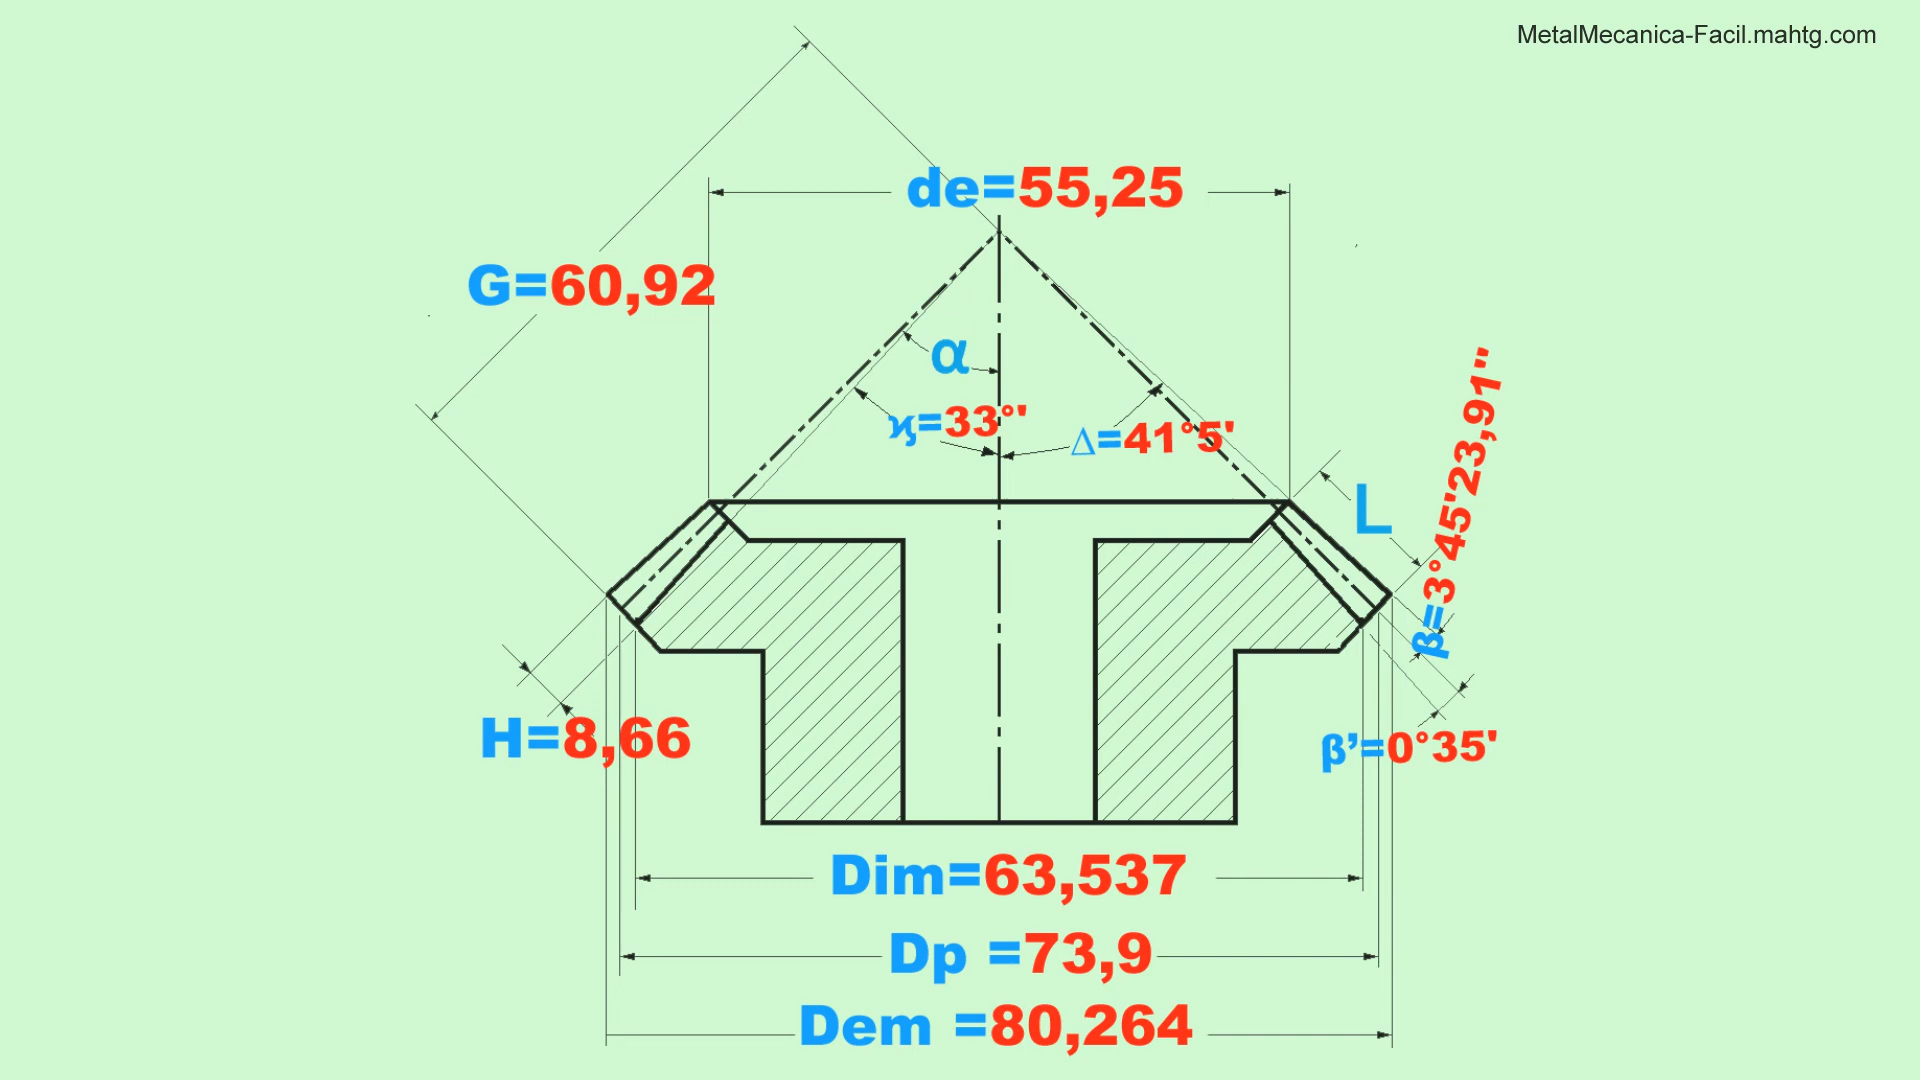 MetalMecanica-Facil.mahtg.com
de=55,25
G=60,92
α
ϗ=33°'
Δ=41°5'
L
β=3°45'23,91"
H=8,66
β’=0°35'
Dim=63,537
Dp =73,9
Dem =80,264